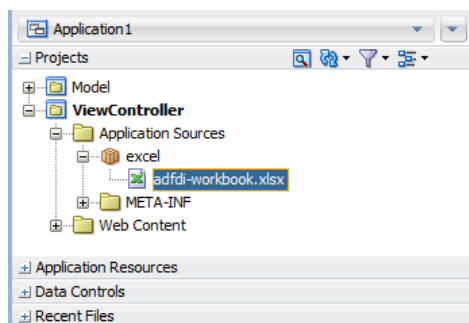 Application1
Projects
Model
ViewController
Application Sources
excel
adfdi-workbook.xlsx
META-INF
Web Content
Application Resources
Data Controls
Recent Files